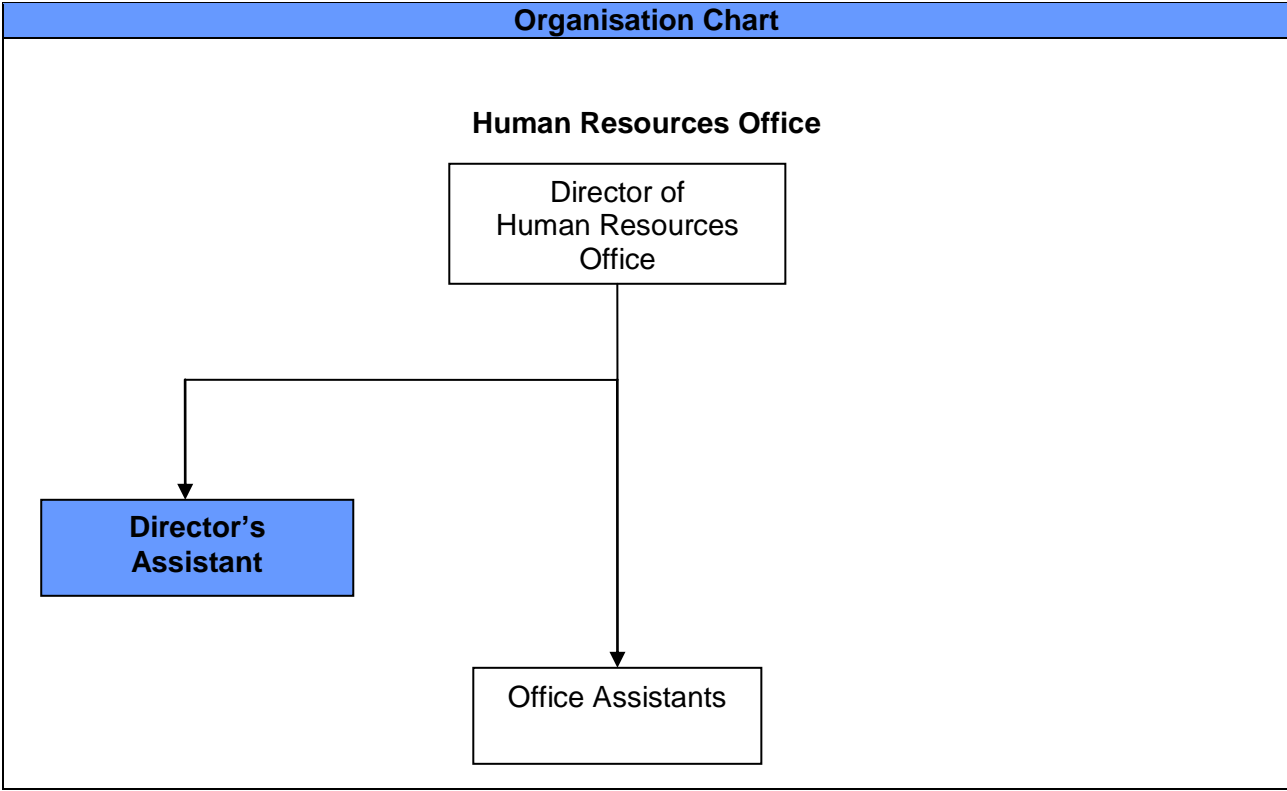 Organisation Chart
Human Resources Office
Director of
Human Resources
Office
Director’s
Assistant
Office Assistants